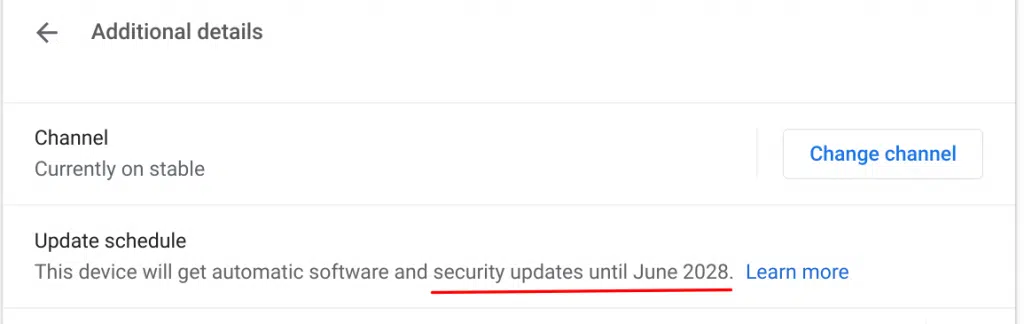 Additional details
Channel
Currently on stable
Change channel
Update schedule
This device will get automatic software and security updates until June 2028. Learn more